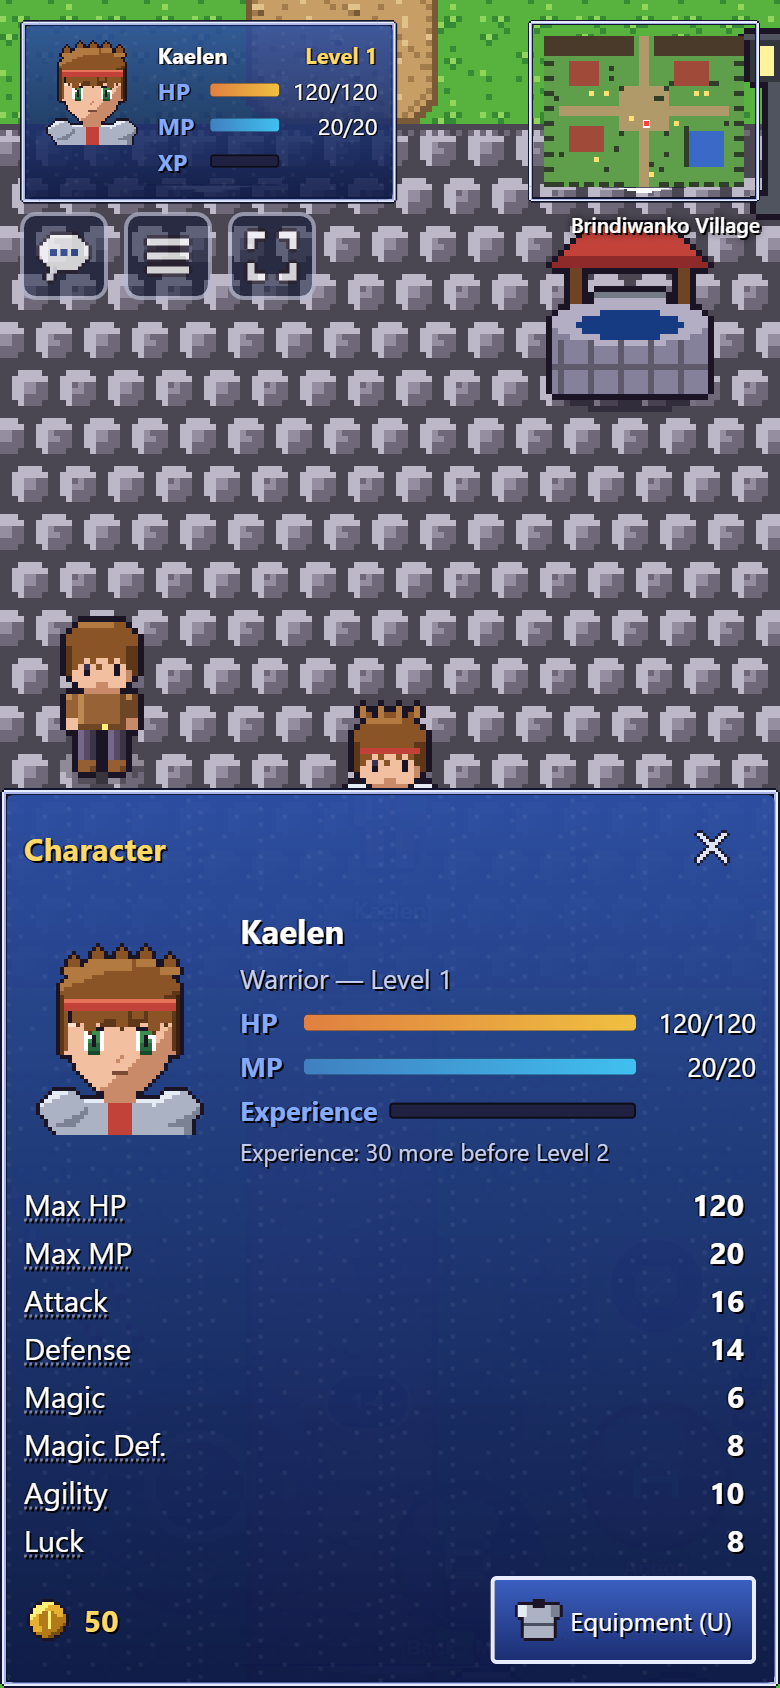 Kaelen Level 1
HP 120/120
MP 20/20
XP
Brindiwanko Village
Character
Kaelen
Warrior — Level 1
HP 120/120
MP 20/20
Experience
Experience: 30 more before Level 2
Max HP 120
Max MP 20
Attack 16
Defense 14
Magic 6
Magic Def. 8
Agility 10
Luck 8
50
Equipment (U)